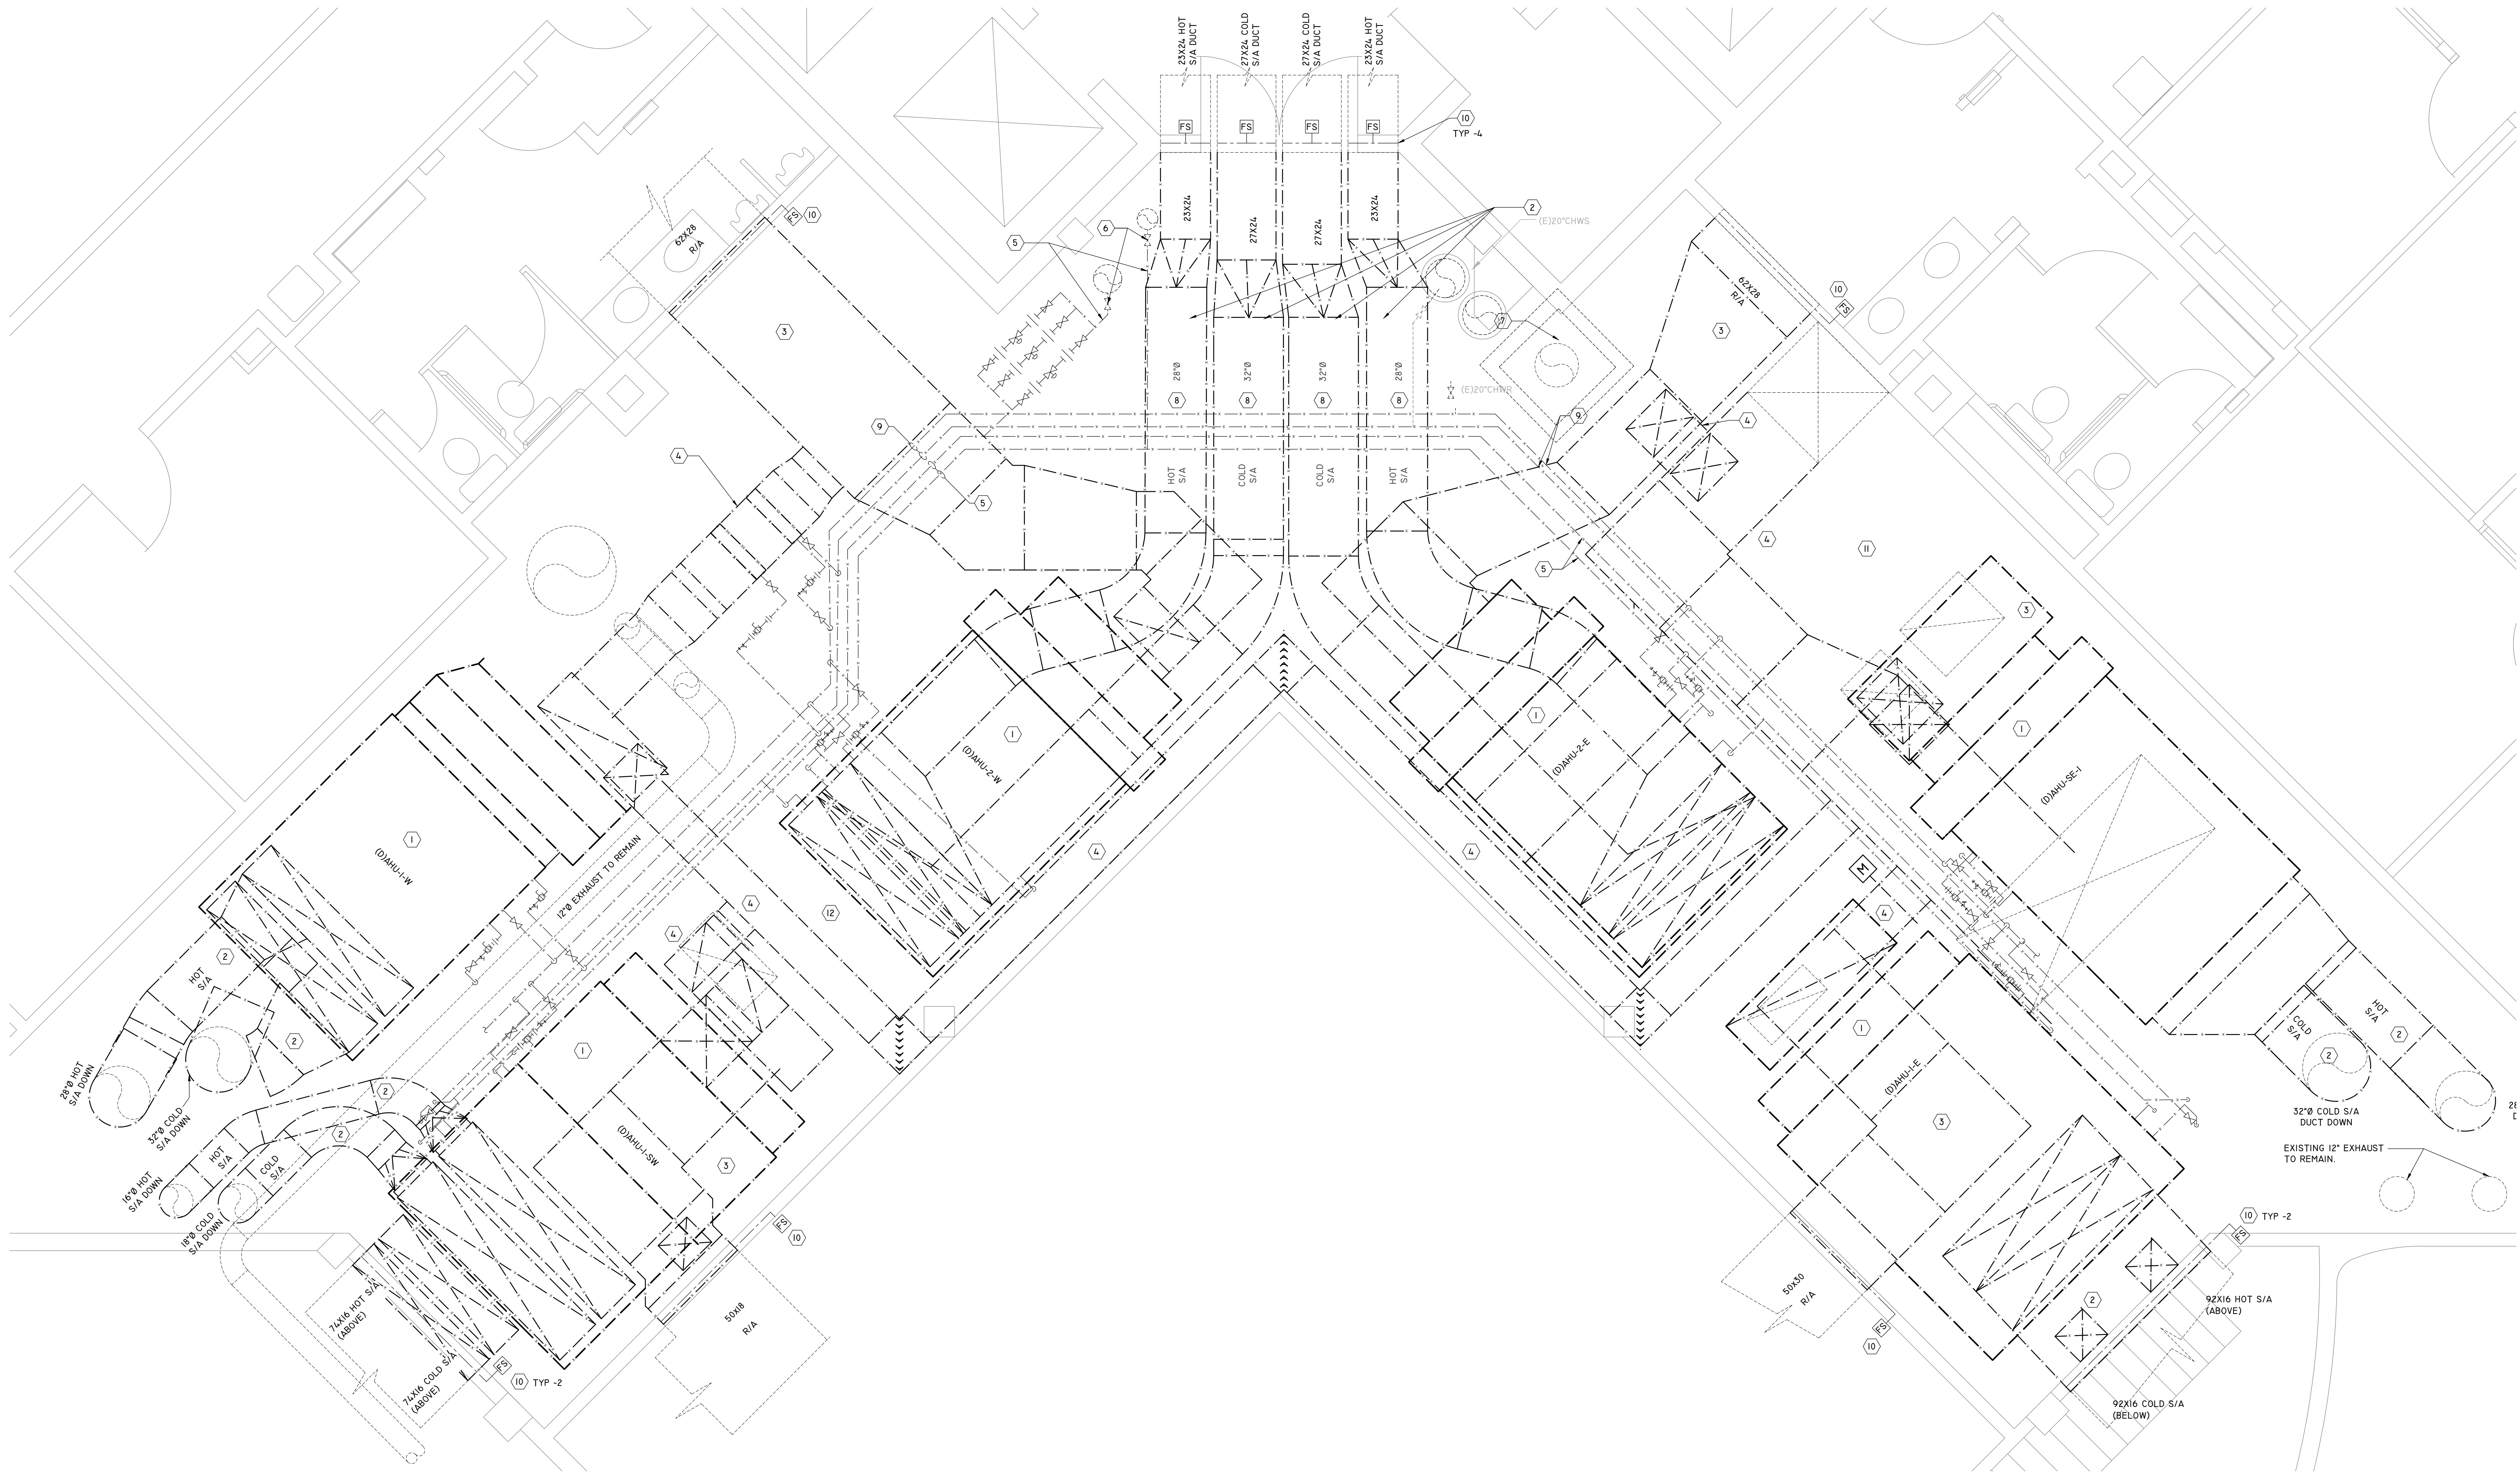 23X24 HOT
S/A DUCT
27X24 COLD
S/A DUCT
27X24 COLD
S/A DUCT
23X24 HOT
S/A DUCT
FS
FS
FS
FS
10
TYP -4
23X24
27X24
27X24
23X24
2
(E)20"CHWS
62X28
R/A
FS
10
5
6
3
7
62X28
R/A
10
FS
3
28"Ø
32"Ø
32"Ø
28"Ø
8
8
8
8
(E)20"CHWR
9
9
4
4
HOT
S/A
COLD
S/A
COLD
S/A
HOT
S/A
5
5
4
11
3
1
(D)AHU-2-W
1
(D)AHU-2-E
1
(D)AHU-SE-1
1
(D)AHU-1-W
12"Ø EXHAUST TO REMAIN
4
4
M
4
4
12
4
HOT
S/A
2
2
28"Ø HOT
S/A DOWN
32"Ø COLD
S/A DOWN
2
2
HOT
S/A
COLD
S/A
16"Ø HOT
S/A DOWN
18"Ø COLD
S/A DOWN
1
(D)AHU-1-SW
3
1
(D)AHU-1-E
3
HOT
S/A
2
COLD
S/A
2
32"Ø COLD S/A
DUCT DOWN
28
EXISTING 12" EXHAUST
TO REMAIN.
FS
10
50X18
R/A
74X16 HOT S/A
(ABOVE)
74X16 COLD S/A
(ABOVE)
FS
10
TYP -2
50X30
R/A
FS
10
10
TYP -2
FS
2
92X16 HOT S/A
(ABOVE)
92X16 COLD S/A
(BELOW)